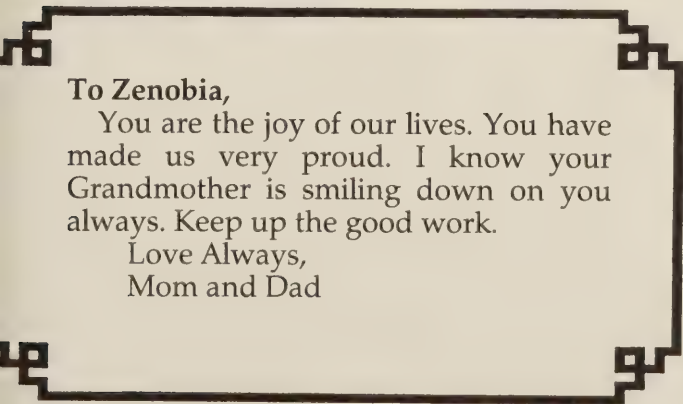 To Zenobia,
You are the joy of our lives. You have
made us very proud. I know your
Grandmother is smiling down on you
always. Keep up the good work.
Love Always,
Mom and Dad